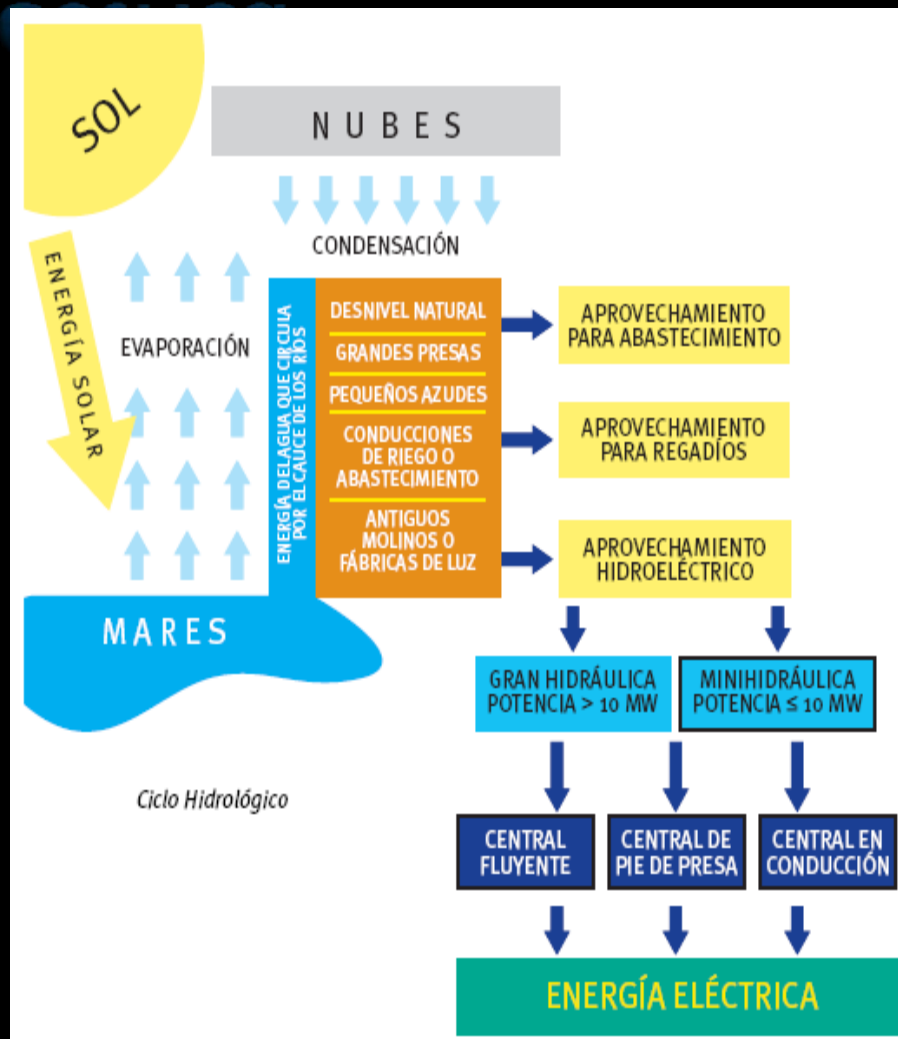 SOL
NUBES
CONDENSACIÓN
ENERGÍA SOLAR
EVAPORACIÓN
ENERGÍA DELAGUA QUE CIRCULA
POR EL CAUCE DE LOS RÍOS
DESNIVEL NATURAL
GRANDES PRESAS
PEQUEÑOS AZUDES
CONDUCCIONES
DE RIEGO O
ABASTECIMIENTO
ANTIGUOS
MOLINOS O
FÁBRICAS DE LUZ
APROVECHAMIENTO
PARA ABASTECIMIENTO
APROVECHAMIENTO
PARA REGADÍOS
APROVECHAMIENTO
HIDROELÉCTRICO
MARES
GRAN HIDRÁULICA
POTENCIA > 10 MW
MINIHIDRÁULICA
POTENCIA ≤ 10 MW
Ciclo Hidrológico
CENTRAL
FLUYENTE
CENTRAL DE
PIE DE PRESA
CENTRAL EN
CONDUCCIÓN
ENERGÍA ELÉCTRICA